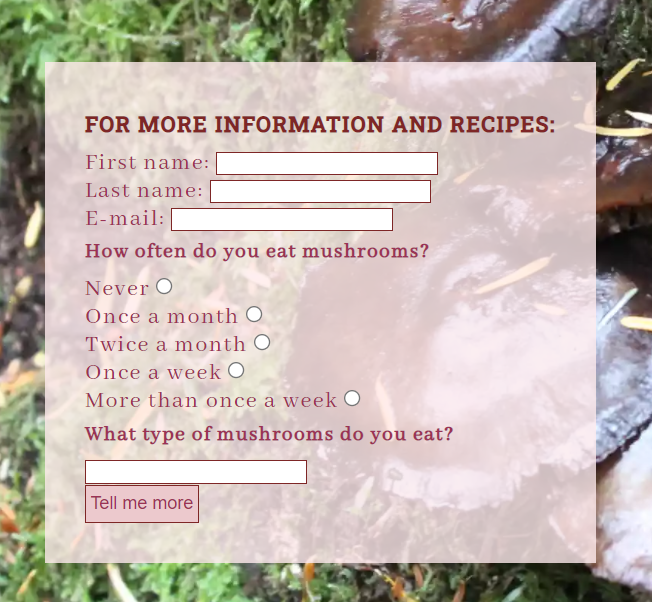 FOR MORE INFORMATION AND RECIPES:
First name:
Last name:
E-mail:
How often do you eat mushrooms?
Never
Once a month
Twice a month
Once a week
More than once a week
What type of mushrooms do you eat?
Tell me more